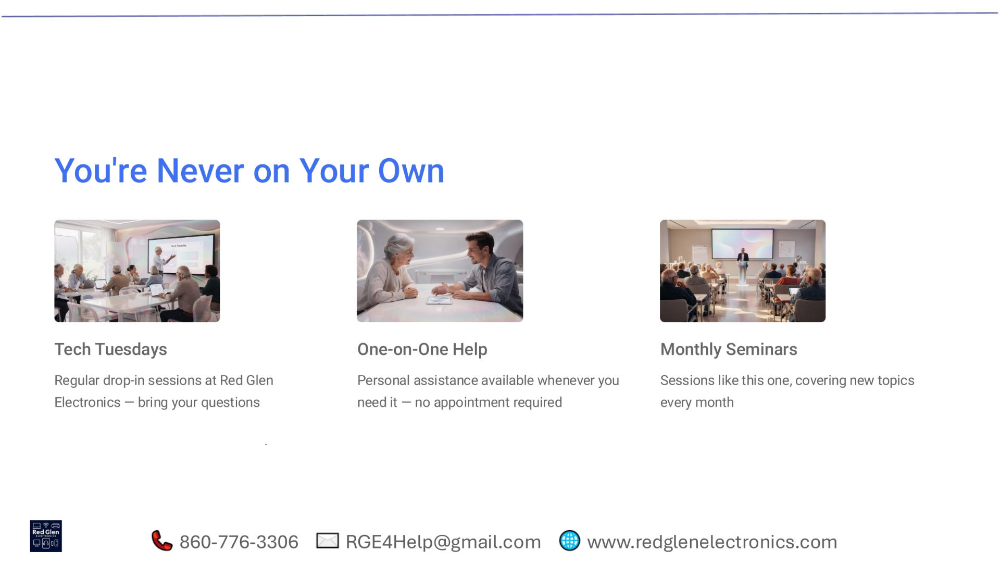 You're Never on Your Own
Tech Tuesday
Tech Tuesdays
Regular drop-in sessions at Red Glen
Electronics — bring your questions
One-on-One Help
Personal assistance available whenever you
need it — no appointment required
Monthly Seminars
Sessions like this one, covering new topics
every month
.
Red Glen
ELECTRONICS
860-776-3306
RGE4Help@gmail.com
www.redglenelectronics.com